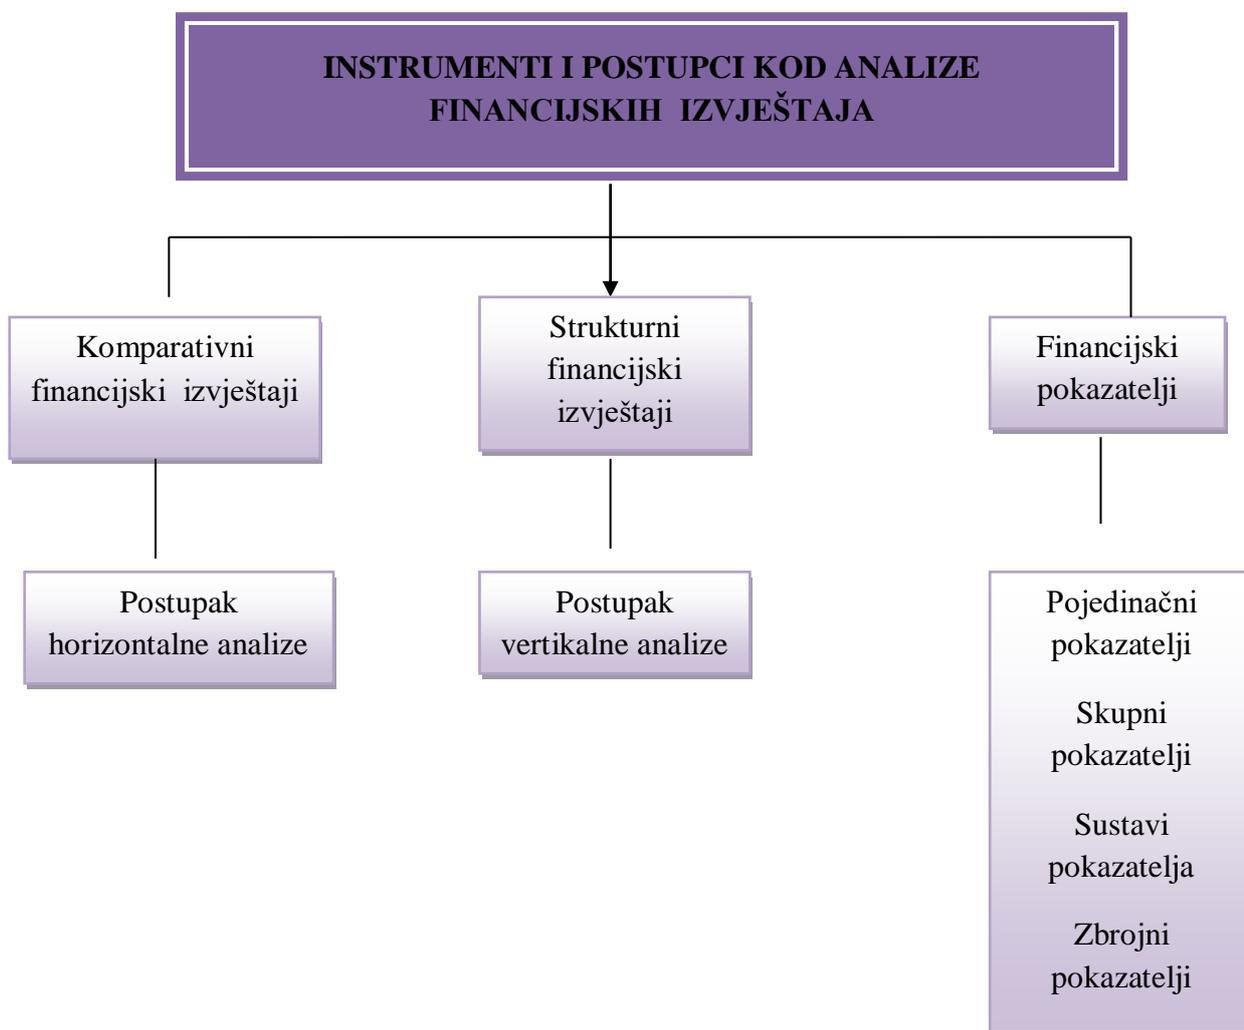 INSTRUMENTI I POSTUPCI KOD ANALIZE
FINANCIJSKIH IZVJEŠTAJA
Komparativni
financijski izvještaji
Strukturni
financijski
izvještaji
Financijski
pokazatelji
Postupak
horizontalne analize
Postupak
vertikalne analize
Pojedinačni
pokazatelji
Skupni
pokazatelji
Sustavi
pokazatelja
Zbrojni
pokazatelji